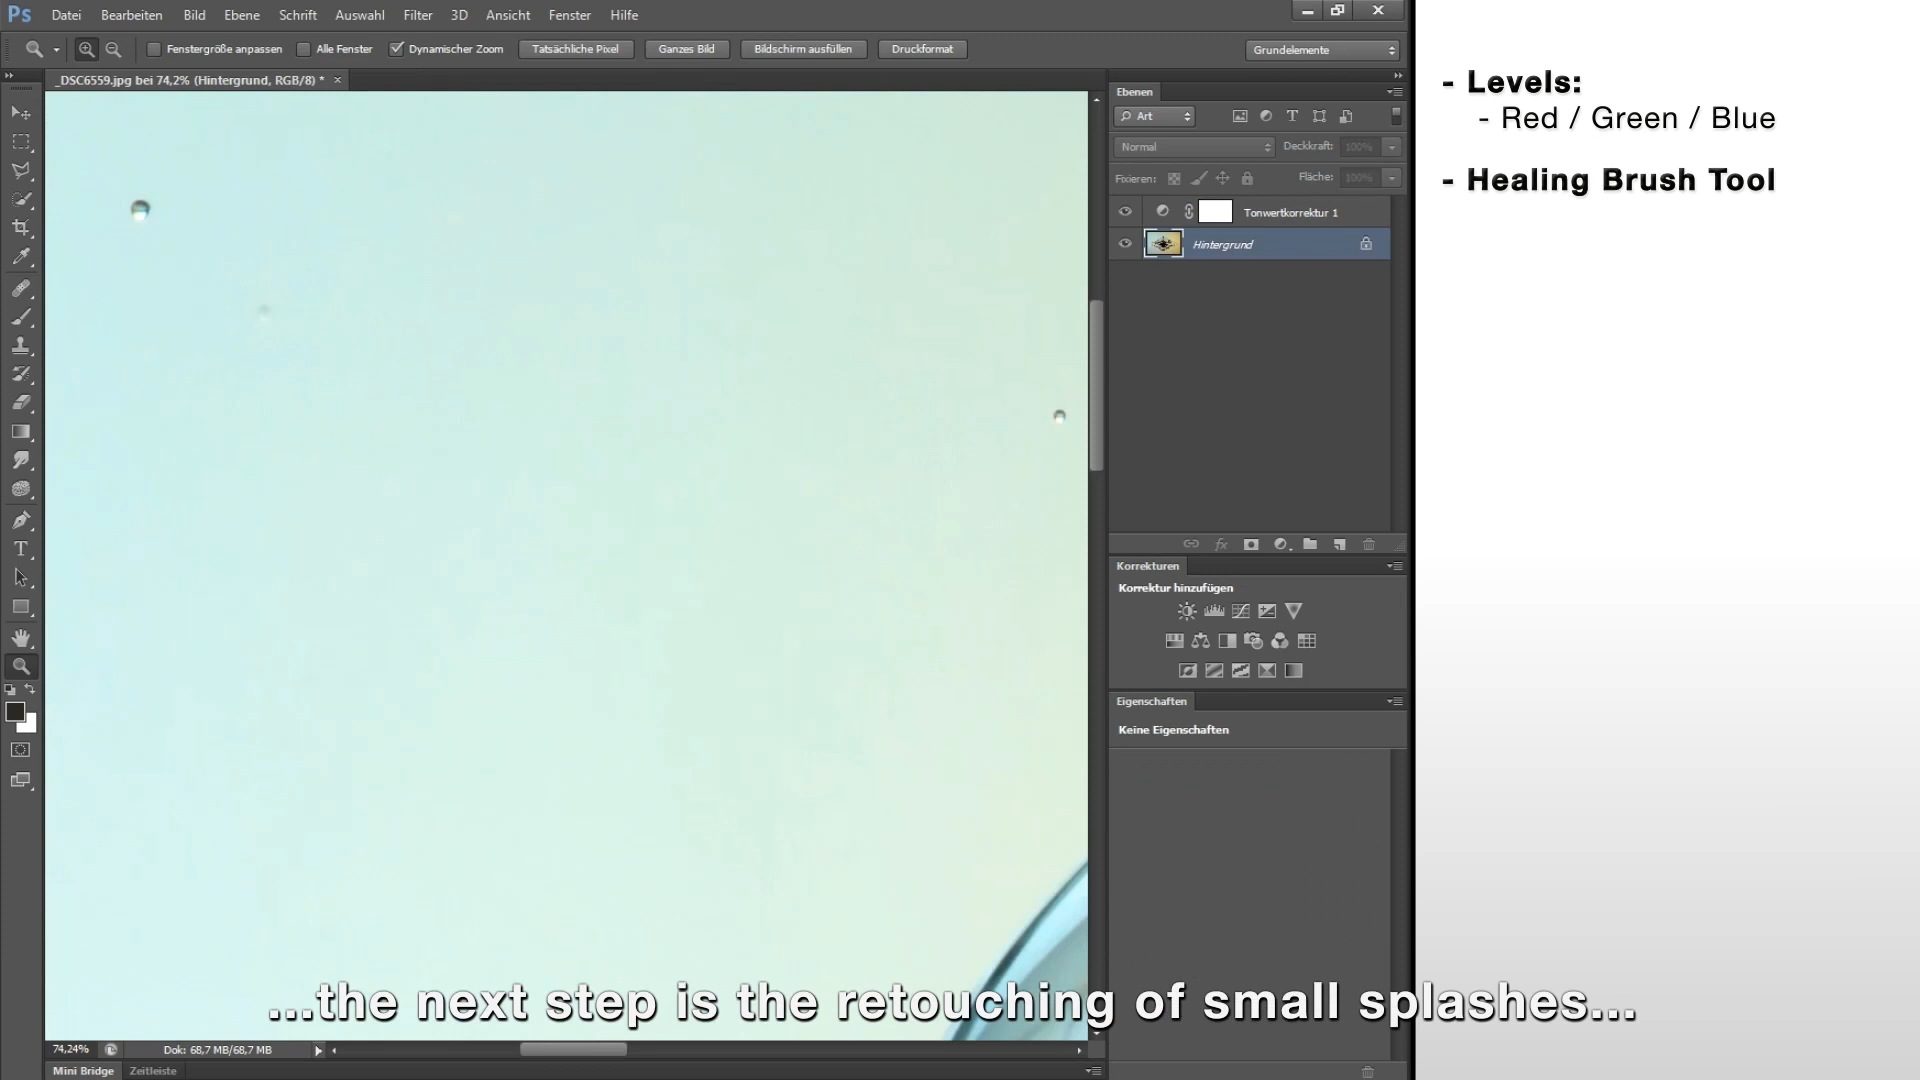 Ps Datei Bearbeiten Bild Ebene Schrift Auswahl Filter 3D Ansicht Fenster Hilfe
Fenstergröße anpassen Alle Fenster Dynamischer Zoom Tatsächliche Pixel Ganzes Bild Bildschirm ausfüllen Druckformat Grundelemente
_DSC6559.jpg bei 74,2% (Hintergrund, RGB/8) *
Ebenen
Art
Normal Deckkraft: 100%
Fixieren: Fläche: 100%
Tonwertkorrektur 1
Hintergrund
fx
Korrekturen
Korrektur hinzufügen
Eigenschaften
Keine Eigenschaften
- Levels:
- Red / Green / Blue
- Healing Brush Tool
...the next step is the retouching of small splashes...
74,24% Dok: 68,7 MB/68,7 MB
Mini Bridge Zeitleiste